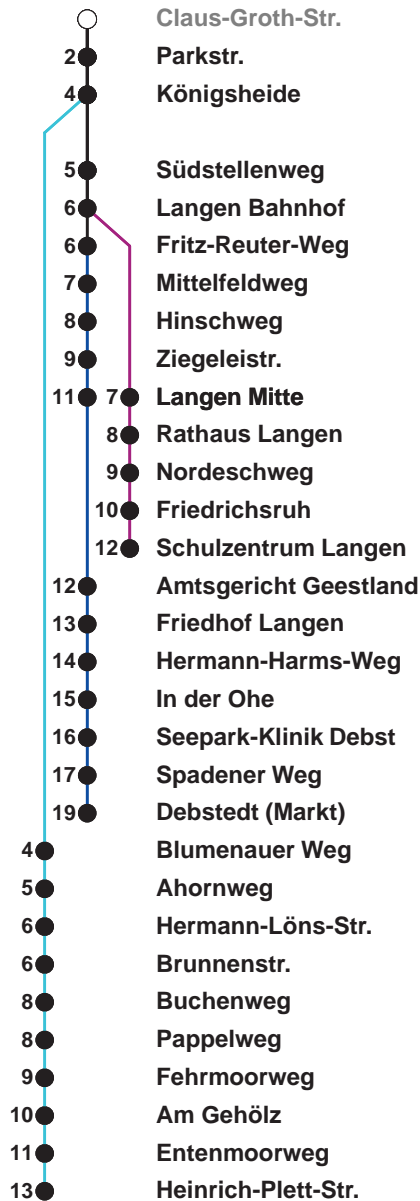 Claus-Groth-Str.
2 Parkstr.
4 Königsheide
5 Südstellenweg
6 Langen Bahnhof
6 Fritz-Reuter-Weg
7 Mittelfeldweg
8 Hinschweg
9 Ziegeleistr.
11 7 Langen Mitte
8 Rathaus Langen
9 Nordeschweg
10 Friedrichsruh
12 Schulzentrum Langen
12 Amtsgericht Geestland
13 Friedhof Langen
14 Hermann-Harms-Weg
15 In der Ohe
16 Seepark-Klinik Debst
17 Spadener Weg
19 Debstedt (Markt)
4 Blumenauer Weg
5 Ahornweg
6 Hermann-Löns-Str.
6 Brunnenstr.
8 Buchenweg
8 Pappelweg
9 Fehrmoorweg
10 Am Gehölz
11 Entenmoorweg
13 Heinrich-Plett-Str.